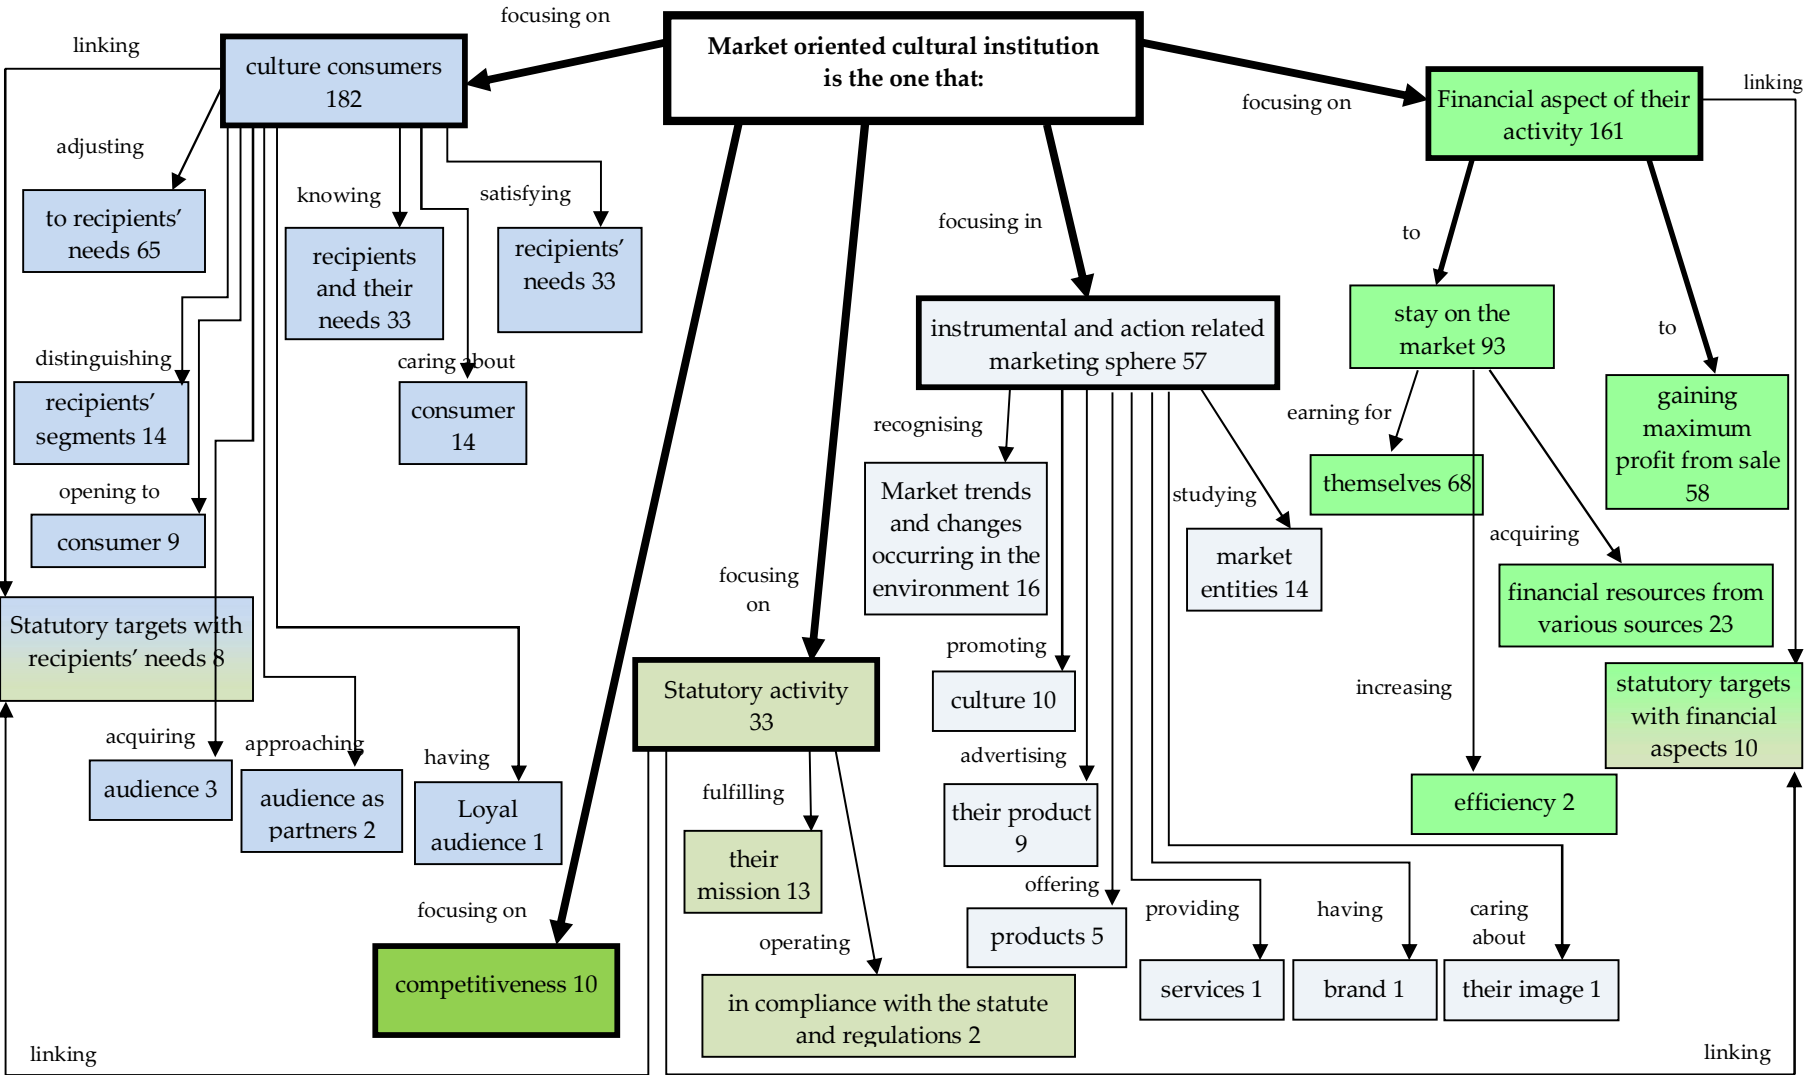 focusing on
Market oriented cultural institution
is the one that:
linking
culture consumers
182
focusing on
Financial aspect of their
activity 161
linking
adjusting
to recipients’
needs 65
knowing
recipients
and their
needs 33
satisfying
recipients’
needs 33
distinguishing
recipients’
segments 14
caring about
consumer
14
opening to
consumer 9
Statutory targets with
recipients’ needs 8
acquiring
audience 3
approaching
audience as
partners 2
having
Loyal
audience 1
focusing on
competitiveness 10
linking
focusing
on
Statutory activity
33
fulfilling
their
mission 13
operating
in compliance with the statute
and regulations 2
focusing in
instrumental and action related
marketing sphere 57
recognising
Market trends
and changes
occurring in the
environment 16
studying
market
entities 14
promoting
culture 10
advertising
their product
9
offering
products 5
providing
services 1
having
brand 1
caring
about
their image 1
to
stay on the
market 93
to
gaining
maximum
profit from sale
58
earning for
themselves 68
acquiring
financial resources from
various sources 23
increasing
efficiency 2
statutory targets
with financial
aspects 10
linking